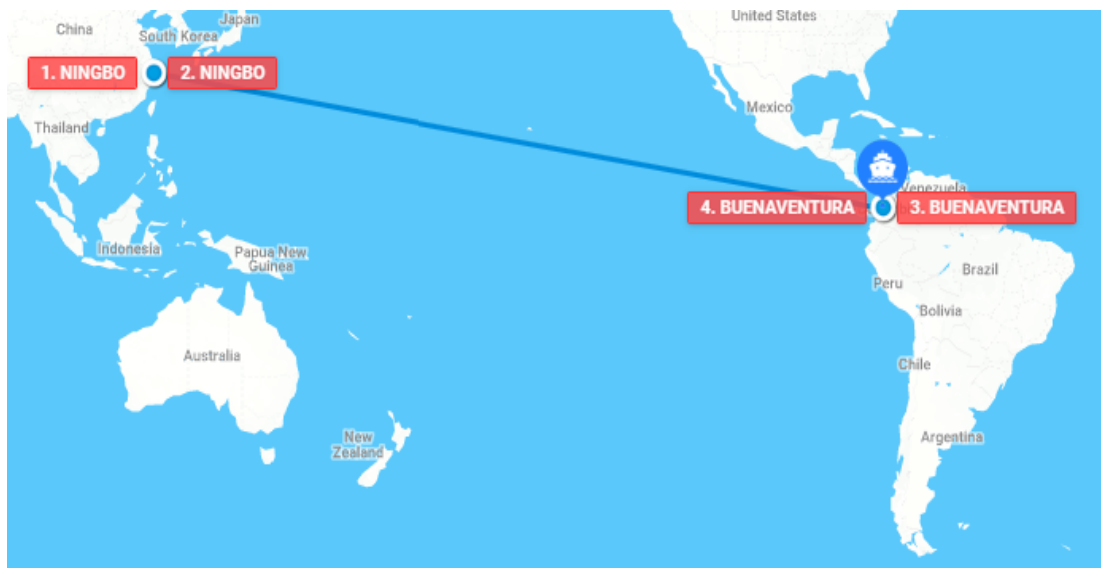 Japan
United States
China
South Korea
1. NINGBO
2. NINGBO
Mexico
Thailand
Venezuela
4. BUENAVENTURA
3. BUENAVENTURA
Indonesia
Papua New
Guinea
Brazil
Peru
Bolivia
Australia
Chile
New
Zealand
Argentina